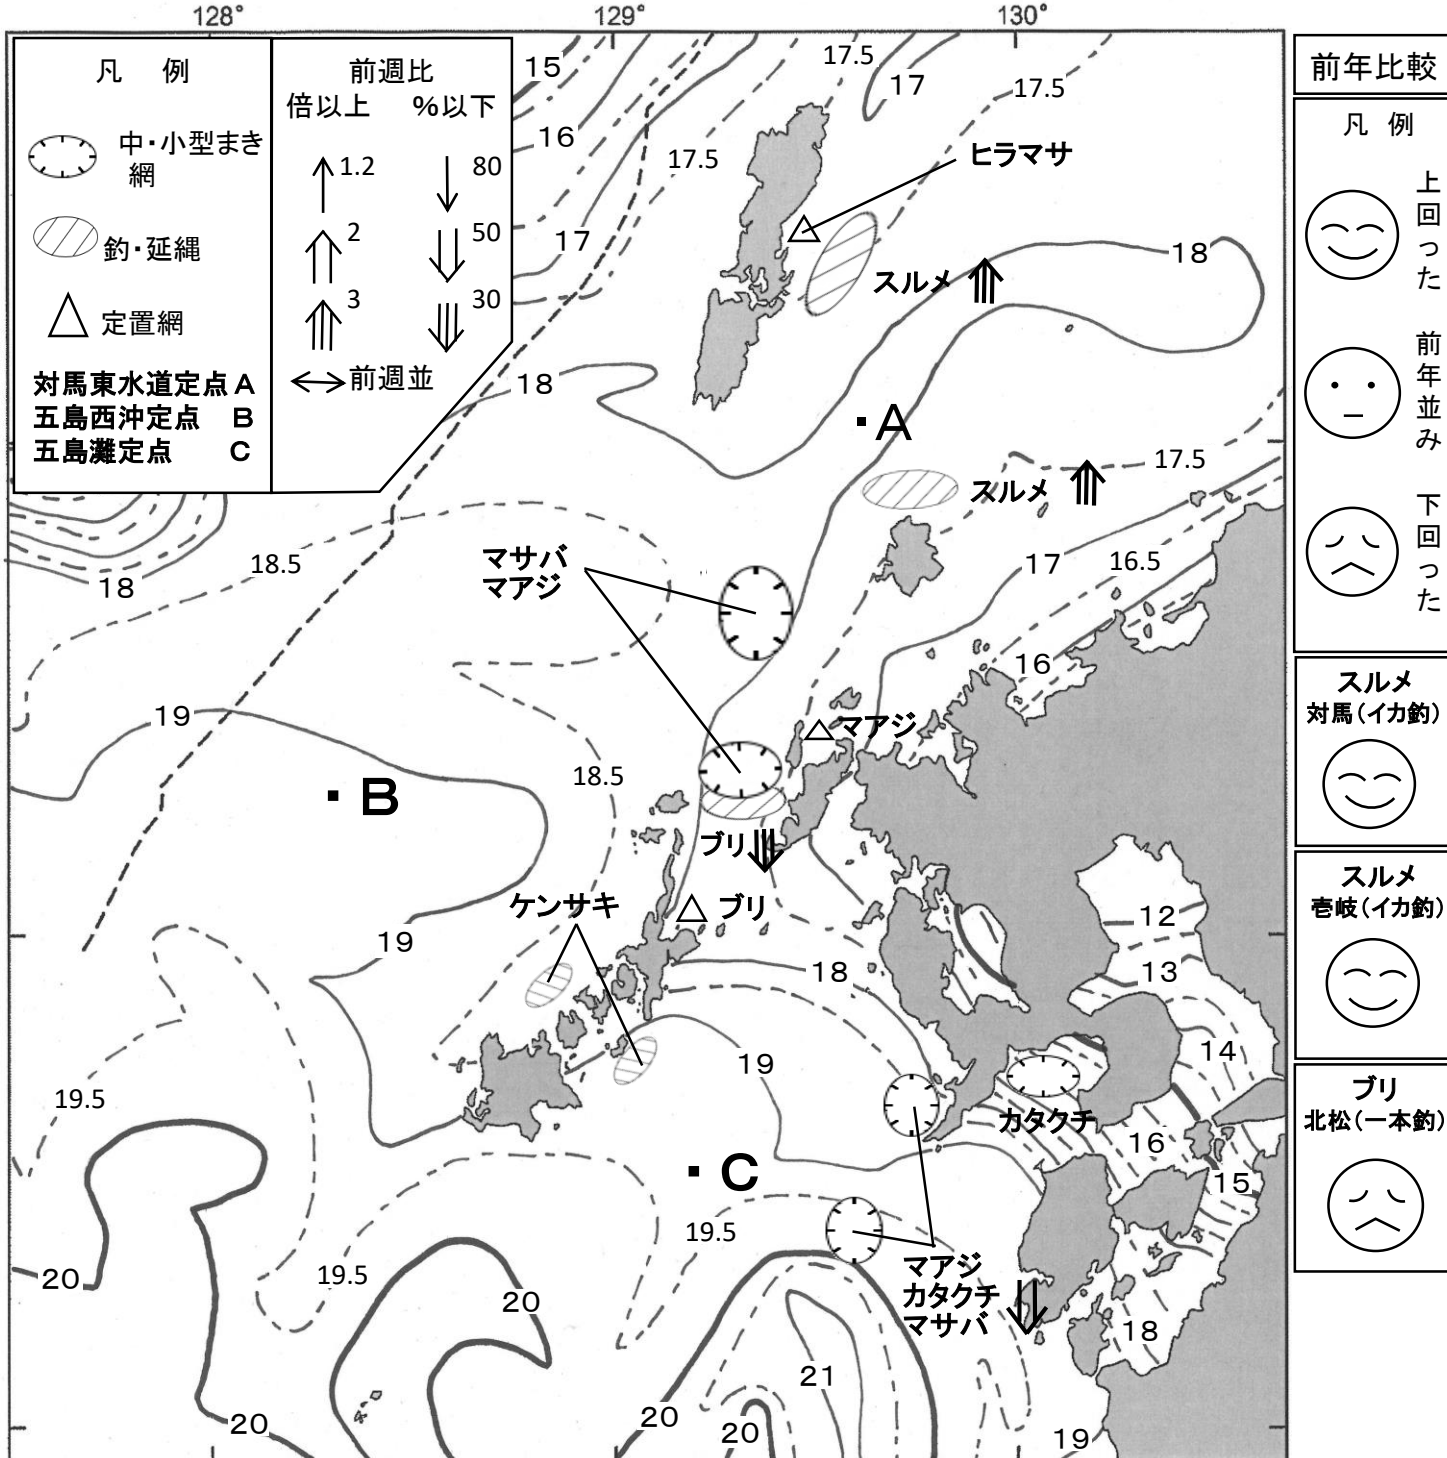 128°
129°
130°
凡 例
中・小型まき
網
釣・延縄
定置網
対馬東水道定点 A
五島西沖定点 B
五島灘定点 C
前週比
倍以上 %以下
1.2
80
2
50
3
30
前週並
前年比較
凡 例
上回った
前年並み
下回った
スルメ
対馬(イカ釣)
スルメ
壱岐(イカ釣)
ブリ
北松(一本釣)
15
16
17
17.5
17.5
17
17.5
ヒラマサ
スルメ
18
18
A
スルメ
17.5
17
16.5
16
18
18.5
マサバ
マアジ
19
18.5
マアジ
B
ブリ
ケンサキ
ブリ
19
18
12
13
14
19
カタクチ
16
15
19.5
C
19.5
19.5
マアジ
カタクチ
マサバ
20
20
18
21
20
20
20
19